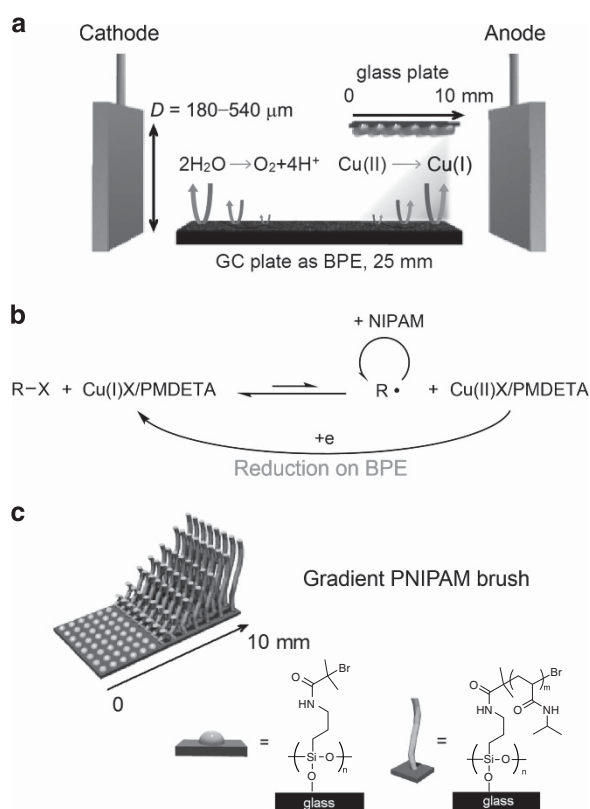 a
Cathode
Anode
glass plate
0 10 mm
D = 180–540 μm
2H₂O → O₂+4H⁺
Cu(II) → Cu(I)
GC plate as BPE, 25 mm
b
+ NIPAM
R–X + Cu(I)X/PMDETA R • + Cu(II)X/PMDETA
+e
Reduction on BPE
c
Gradient PNIPAM brush
10 mm
0
=
O Br
HN
Si n
O
glass
=
O m Br
HN O NH
Si n
O
glass